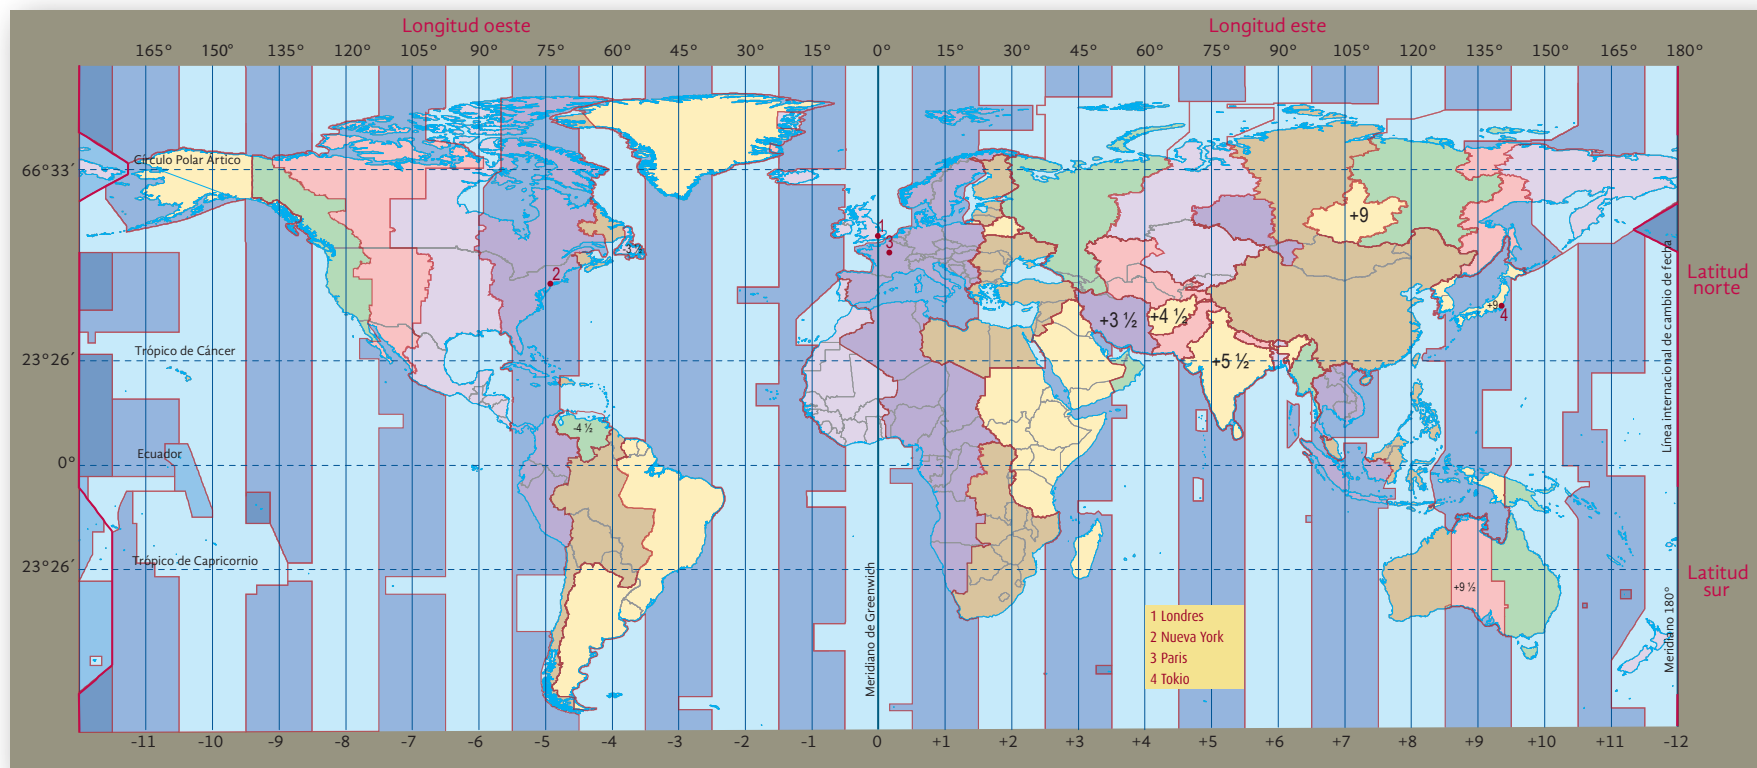 Longitud oeste
Longitud este
165° 150° 135° 120° 105° 90° 75° 60° 45° 30° 15° 0° 15° 30° 45° 60° 75° 90° 105° 120° 135° 150° 165° 180°
Círculo Polar Ártico
66°33′
+9
1
3
2
Línea internacional de cambio de fecha
Latitud
norte
+9
4
+3 ½
+4 ½
Trópico de Cáncer
23°26′
+5 ½
-4 ½
Ecuador
0°
Trópico de Capricornio
23°26′
Latitud
sur
+9 ½
Meridiano de Greenwich
Meridiano 180°
1 Londres
2 Nueva York
3 Paris
4 Tokio
-11 -10 -9 -8 -7 -6 -5 -4 -3 -2 -1 0 +1 +2 +3 +4 +5 +6 +7 +8 +9 +10 +11 -12